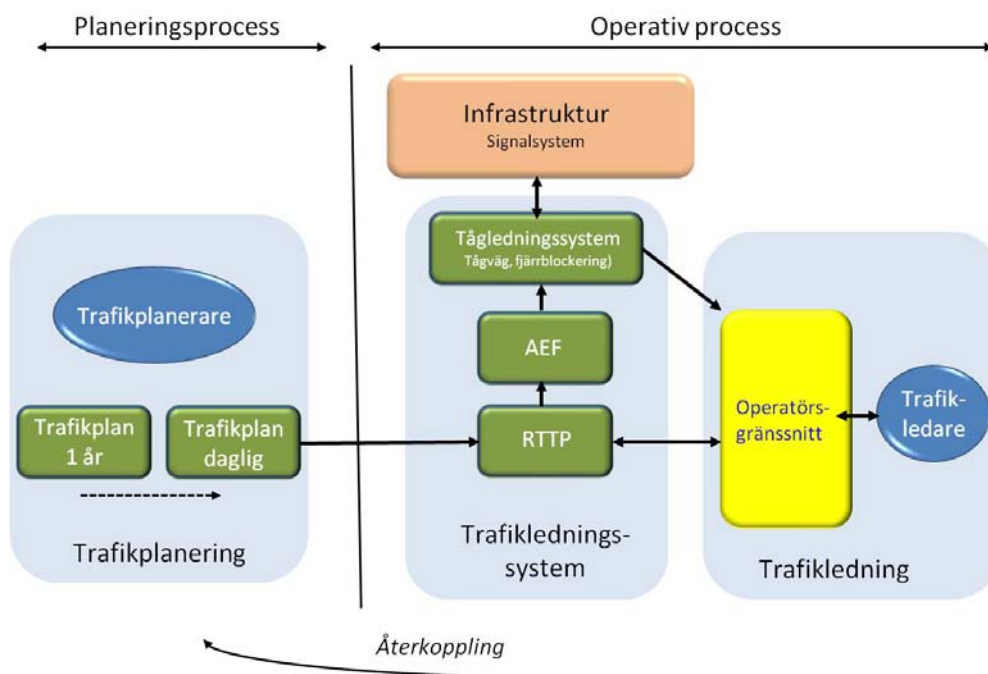 Planeringsprocess
Operativ process
Infrastruktur
Signalsystem
Tågledningssystem
Tågväg, fjärrblockering)
Trafikplanerare
AEF
Trafikplan
1 år
Trafikplan
daglig
RTTP
Operatörs-
gränssnitt
Trafik-
ledare
Trafikplanering
Trafiklednings-
system
Trafikledning
Återkoppling